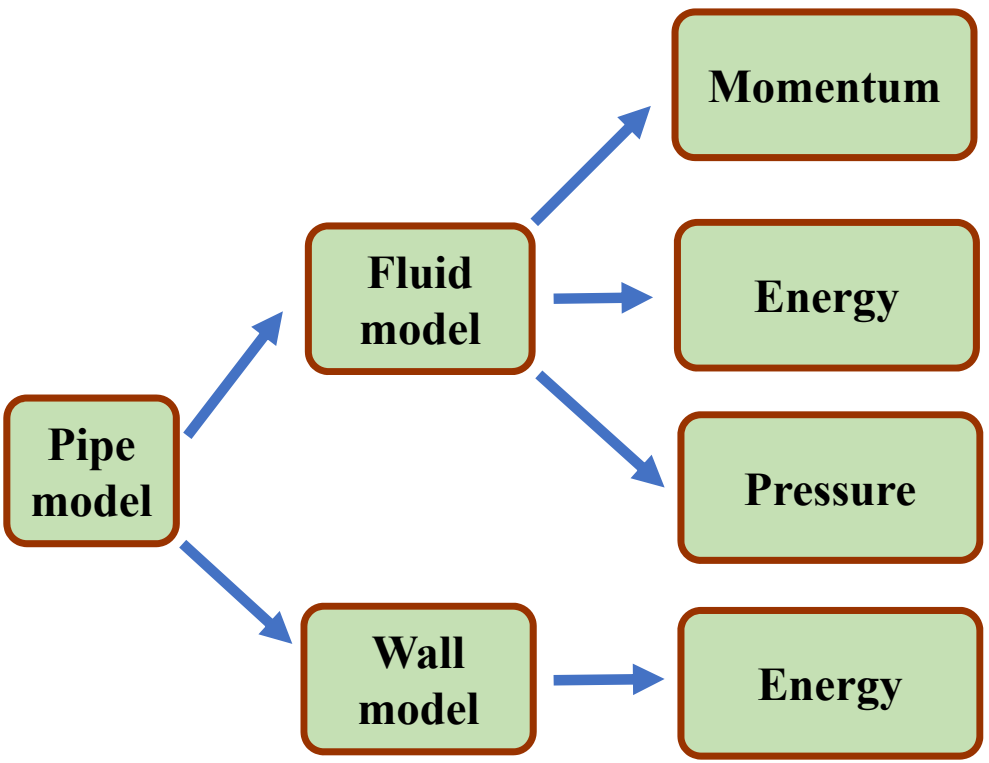 Momentum
Fluid
model
Energy
Pipe
model
Pressure
Wall
model
Energy